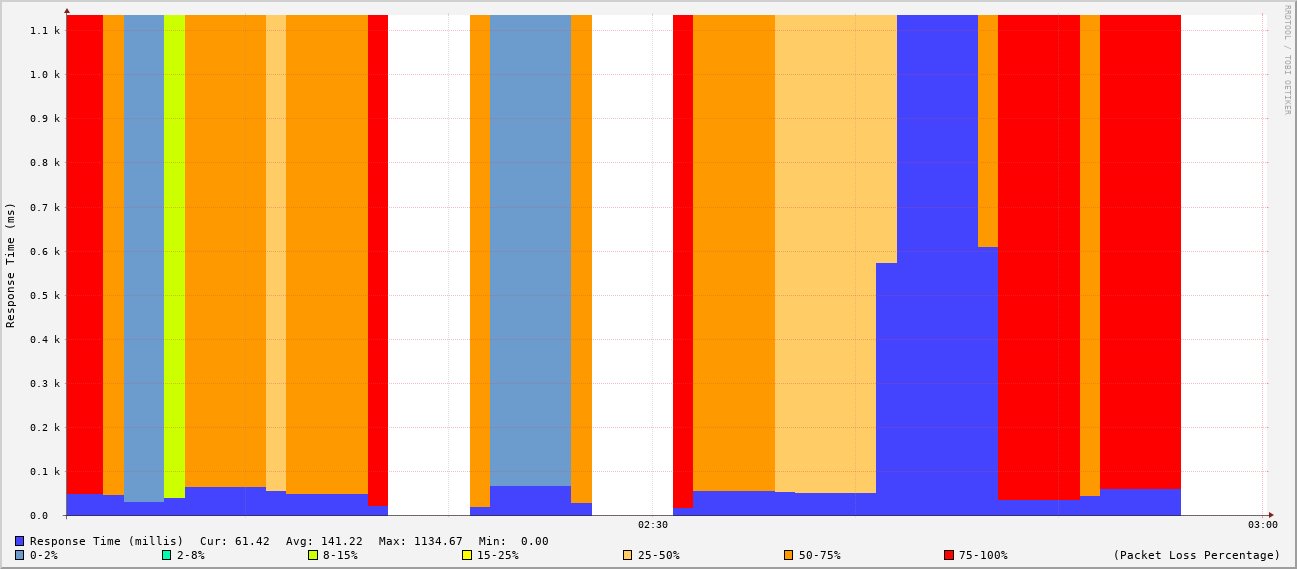 RRDTOOL / TOBI OETIKER
Response Time (ms)
1.1 k
1.0 k
0.9 k
0.8 k
0.7 k
0.6 k
0.5 k
0.4 k
0.3 k
0.2 k
0.1 k
0.0
02:30 03:00
Response Time (millis) Cur: 61.42 Avg: 141.22 Max: 1134.67 Min: 0.00
0-2% 2-8% 8-15% 15-25% 25-50% 50-75% 75-100% (Packet Loss Percentage)